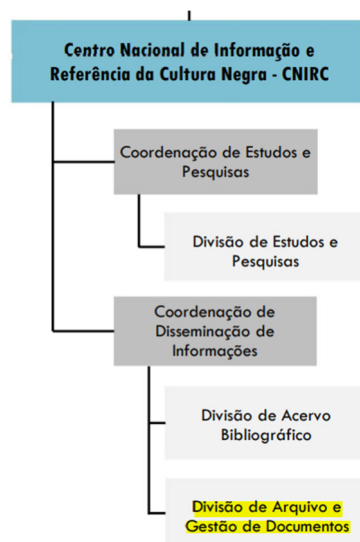 Centro Nacional de Informação e
Referência da Cultura Negra - CNIRC
Coordenação de Estudos e
Pesquisas
Divisão de Estudos e
Pesquisas
Coordenação de
Disseminação de
Informações
Divisão de Acervo
Bibliográfico
Divisão de Arquivo e
Gestão de Documentos